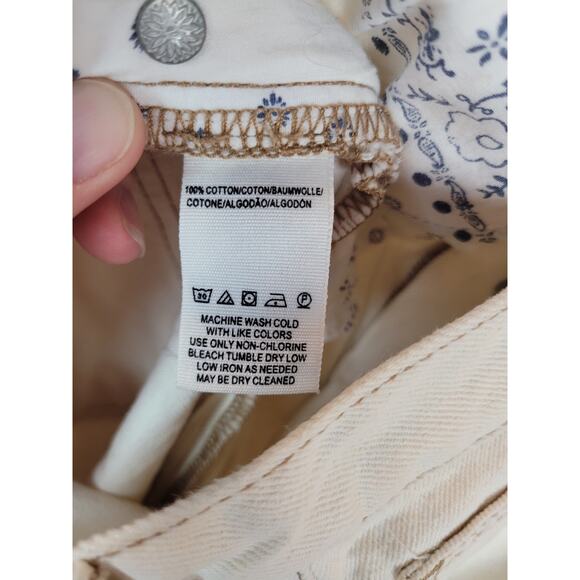 100% COTTON/COTON/BAUMWOLLE/
COTONE/ALGODÃO/ALGODÓN
30 P
MACHINE WASH COLD
WITH LIKE COLORS
USE ONLY NON-CHLORINE
BLEACH TUMBLE DRY LOW
LOW IRON AS NEEDED
MAY BE DRY CLEANED